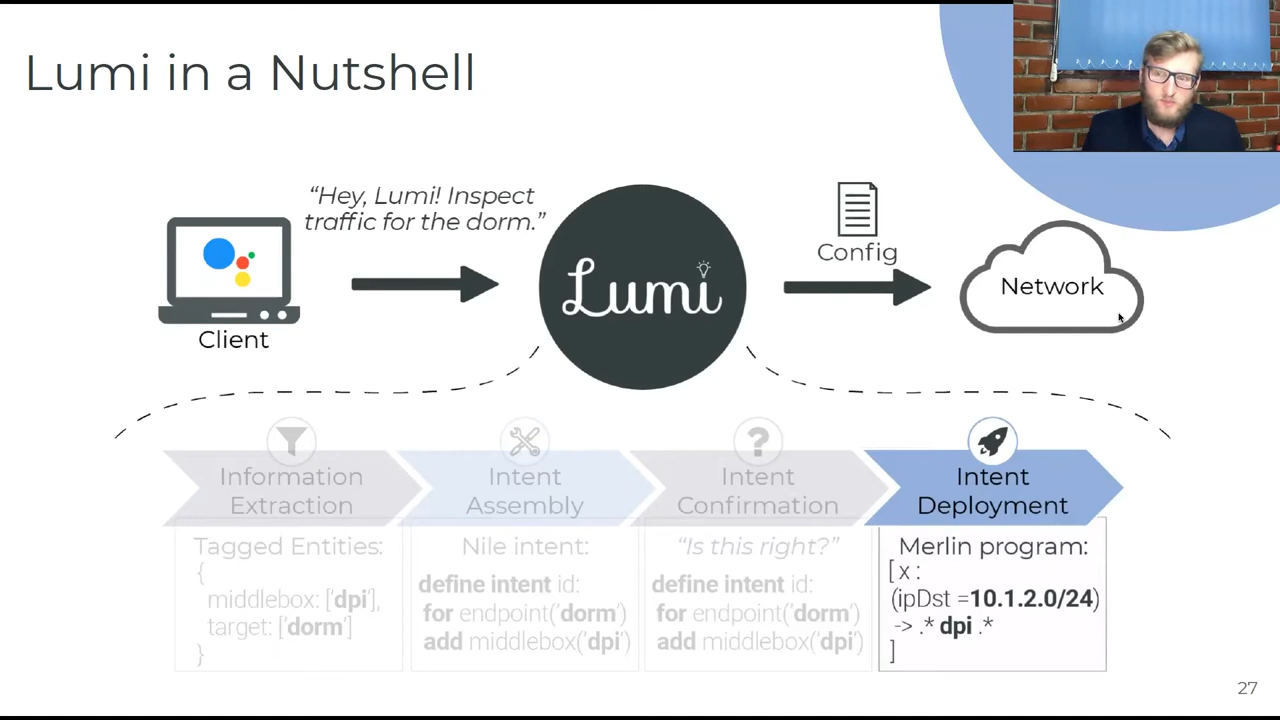 Lumi in a Nutshell
“Hey, Lumi! Inspect
traffic for the dorm.”
Client
Lumi
Config
Network
Information
Extraction
Tagged Entities:
{
middlebox: [‘dpi’],
target: [‘dorm’]
}
Intent
Assembly
Nile intent:
define intent id:
for endpoint(‘dorm’)
add middlebox(‘dpi’)
?
Intent
Confirmation
“Is this right?”
define intent id:
for endpoint(‘dorm’)
add middlebox(‘dpi’)
Intent
Deployment
Merlin program:
[ x :
(ipDst =10.1.2.0/24)
-> .* dpi .*
]
27